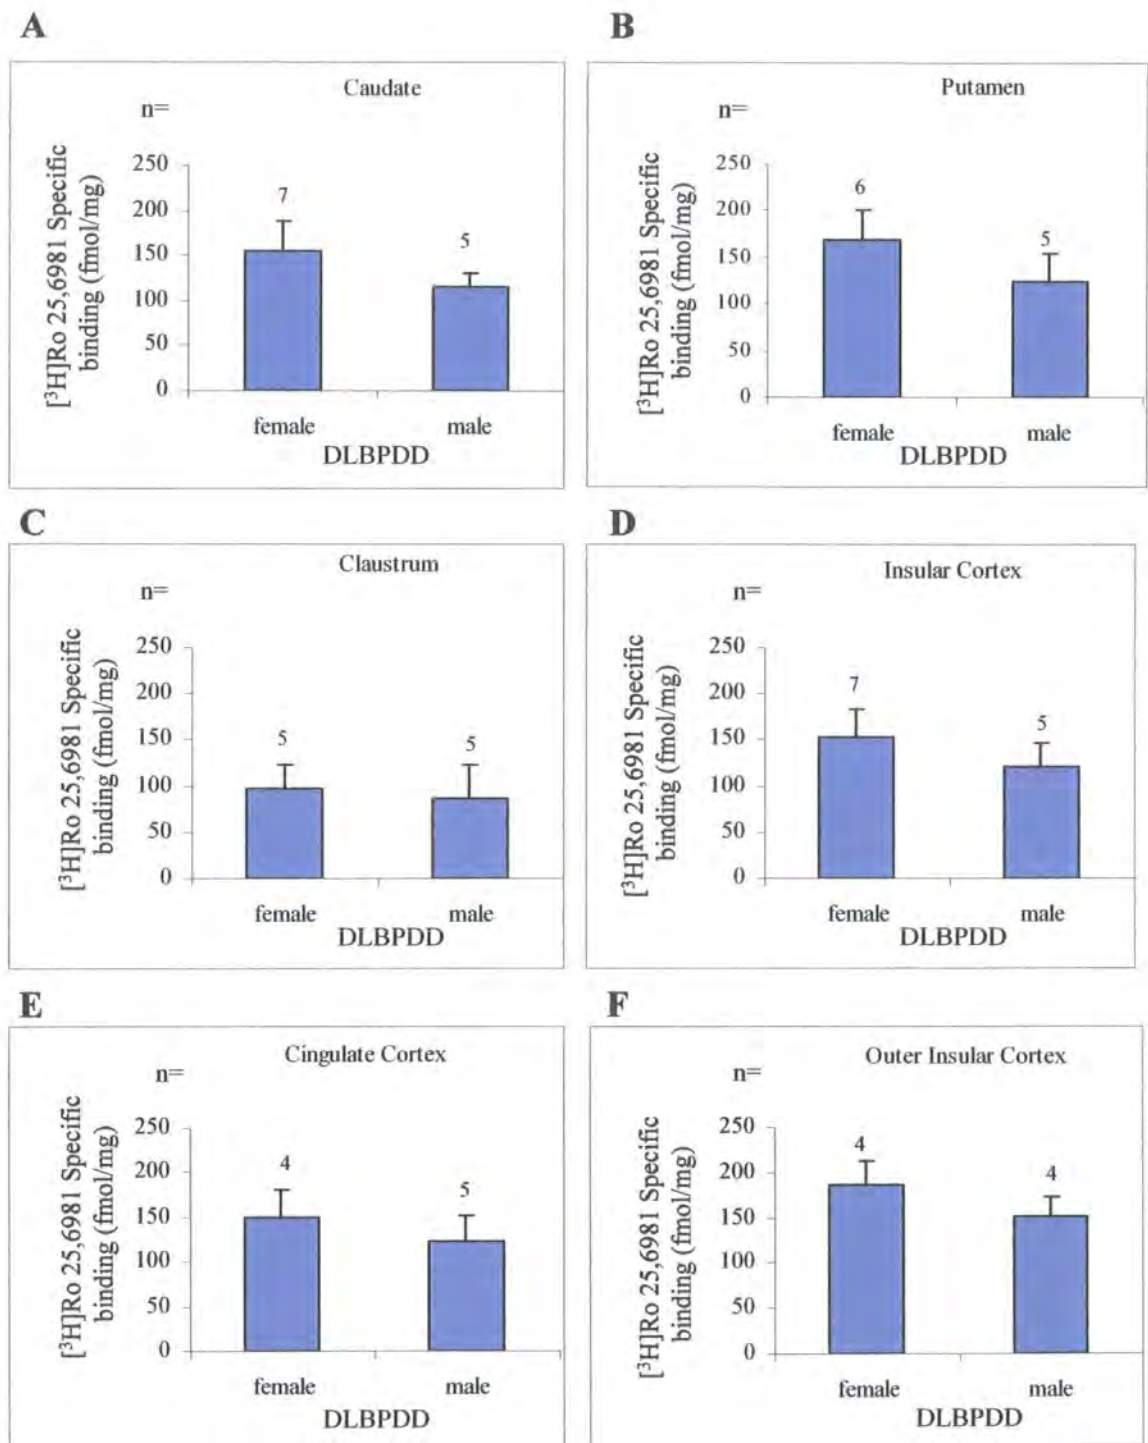 A
Caudate
n=
[³H]Ro 25,6981 Specific
binding (fmol/mg)
250
200
150
100
50
0
7
5
female male
DLBPDD
B
Putamen
n=
[³H]Ro 25,6981 Specific
binding (fmol/mg)
250
200
150
100
50
0
6
5
female male
DLBPDD
C
Claustrum
n=
[³H]Ro 25,6981 Specific
binding (fmol/mg)
250
200
150
100
50
0
5
5
female male
DLBPDD
D
Insular Cortex
n=
[³H]Ro 25,6981 Specific
binding (fmol/mg)
250
200
150
100
50
0
7
5
female male
DLBPDD
E
Cingulate Cortex
n=
[³H]Ro 25,6981 Specific
binding (fmol/mg)
250
200
150
100
50
0
4
5
female male
DLBPDD
F
Outer Insular Cortex
n=
[³H]Ro 25,6981 Specific
binding (fmol/mg)
250
200
150
100
50
0
4
4
female male
DLBPDD